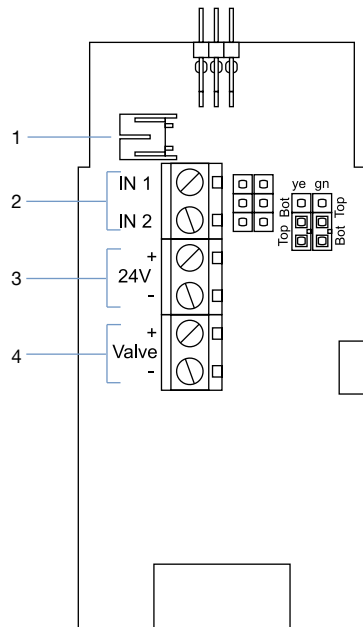 1
2
IN 1
IN 2
ye gn
Bot
Top
Top
Bot
3
+
24V
-
4
+
Valve
-